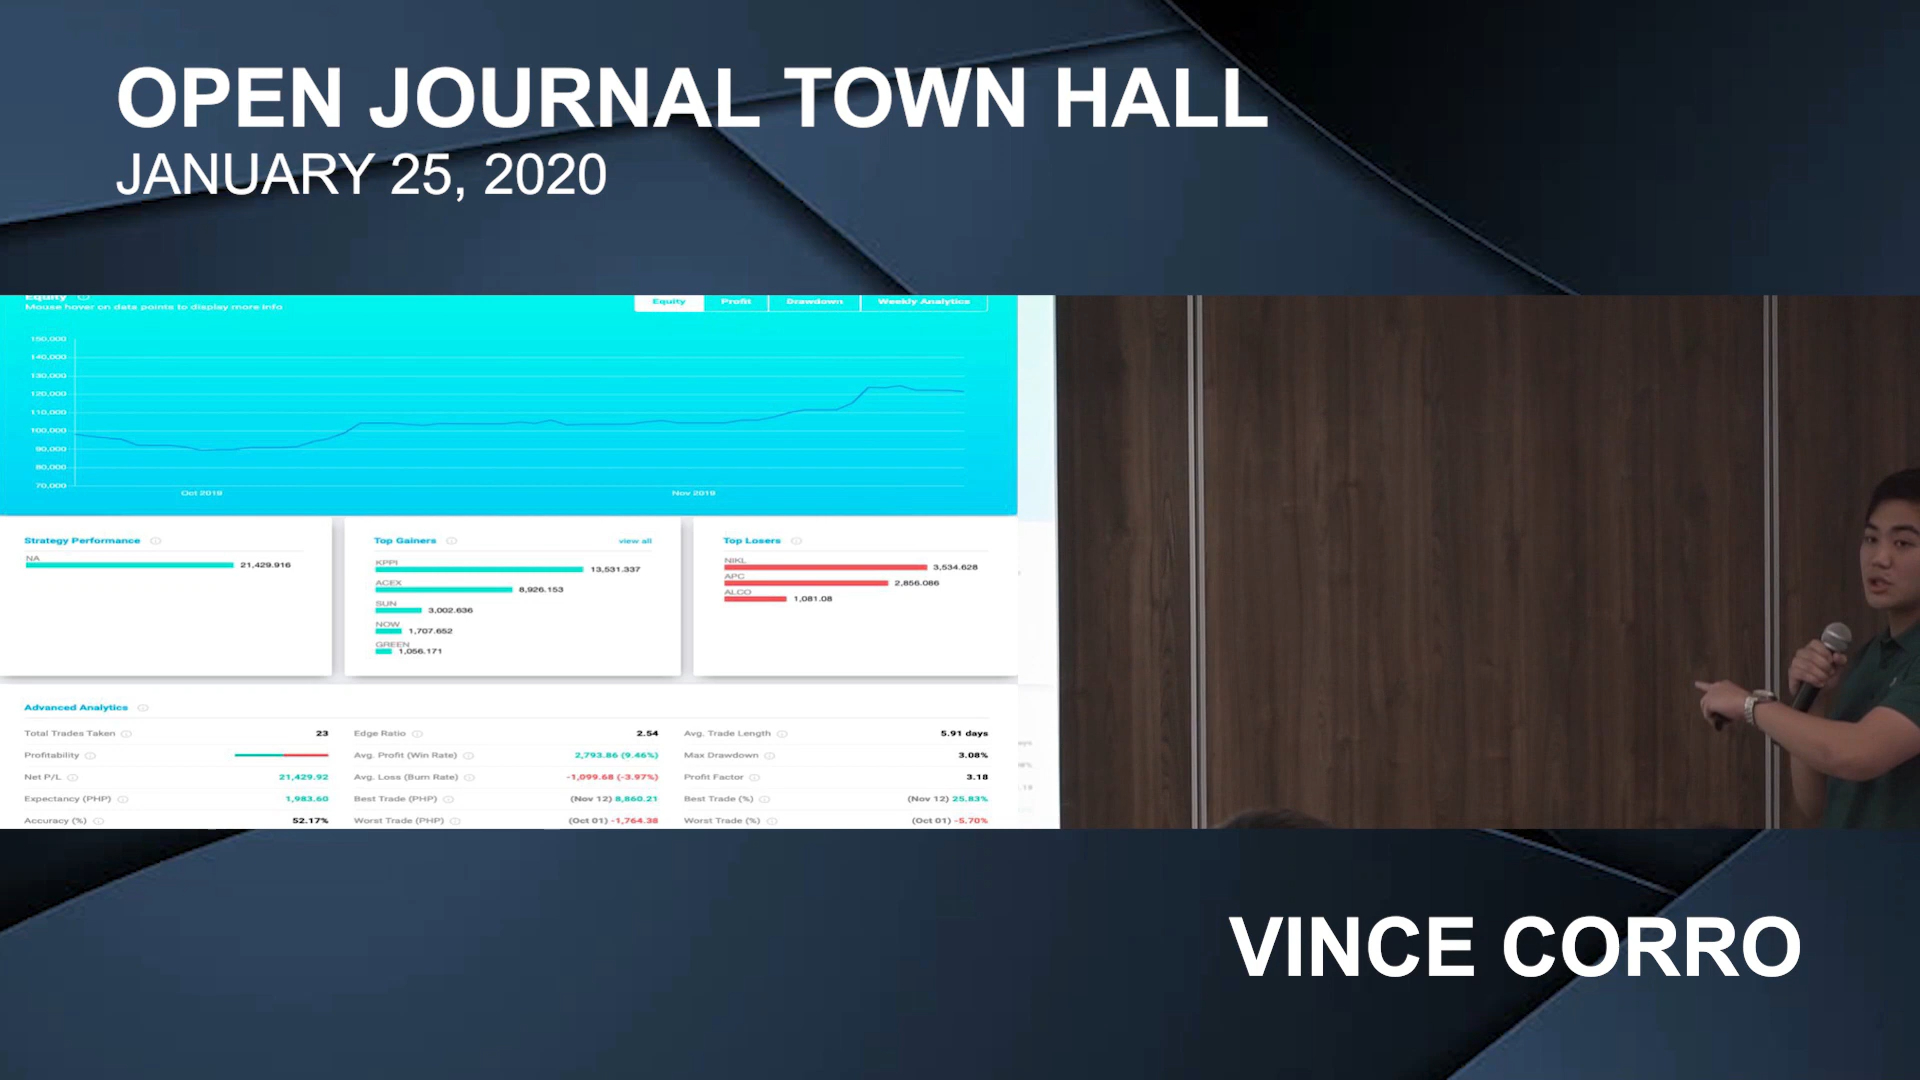 OPEN JOURNAL TOWN HALL
JANUARY 25, 2020
Equity
Mouse hover on data points to display more info
Equity Profit Drawdown Weekly Analytics
150,000
140,000
130,000
120,000
110,000
100,000
90,000
80,000
70,000
Oct 2019 Nov 2019
Strategy Performance
NA
21,429.916
Top Gainers view all
KPPI
13,531.337
ACEX
8,926.153
SUN
3,002.636
NOW
1,707.652
GREEN
1,056.171
Top Losers
NIKL
3,534.628
APC
2,856.086
ALCO
1,081.08
Advanced Analytics
Total Trades Taken 23 Edge Ratio 2.54 Avg. Trade Length 5.91 days
Profitability Avg. Profit (Win Rate) 2,793.86 (9.46%) Max Drawdown 3.08%
Net P/L 21,429.92 Avg. Loss (Burn Rate) -1,099.68 (-3.97%) Profit Factor 3.18
Expectancy (PHP) 1,983.60 Best Trade (PHP) (Nov 12) 8,860.21 Best Trade (%) (Nov 12) 25.83%
Accuracy (%) 52.17% Worst Trade (PHP) (Oct 01) -1,764.38 Worst Trade (%) (Oct 01) -5.70%
VINCE CORRO